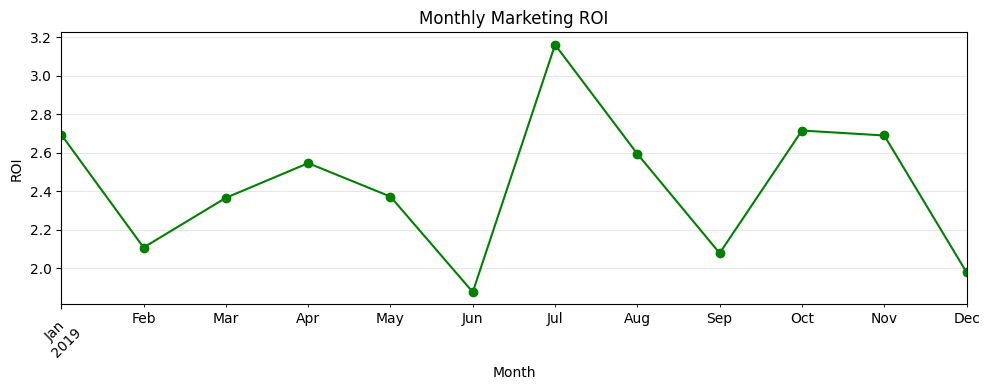 Monthly Marketing ROI
ROI
3.2
3.0
2.8
2.6
2.4
2.2
2.0
Jan
2019
Feb
Mar
Apr
May
Jun
Jul
Aug
Sep
Oct
Nov
Dec
Month